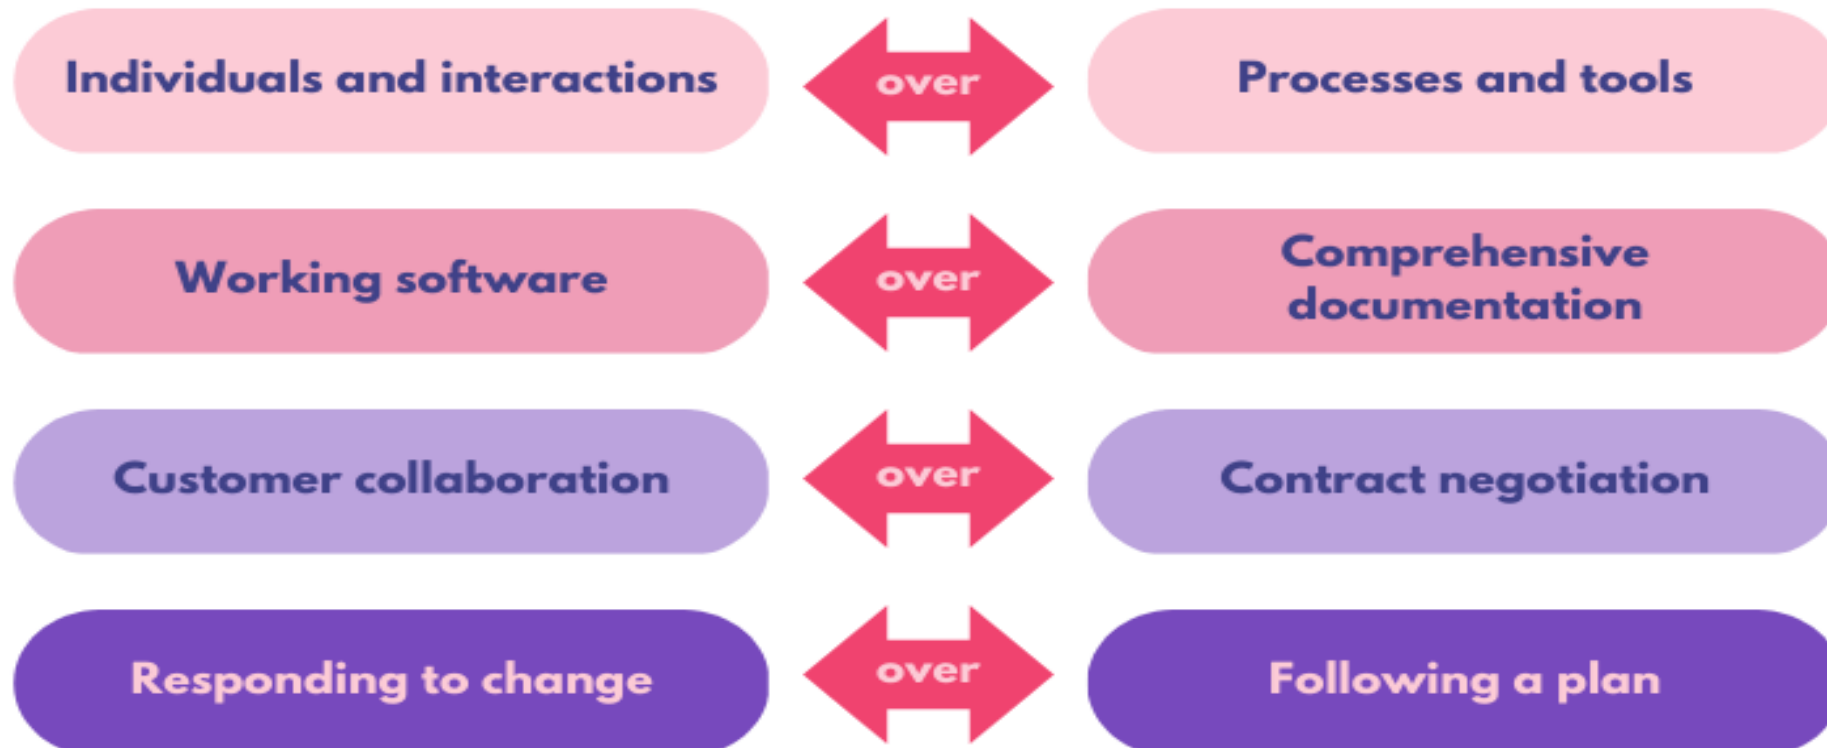 Individuals and interactions
over
Processes and tools
Working software
over
Comprehensive
documentation
Customer collaboration
over
Contract negotiation
Responding to change
over
Following a plan